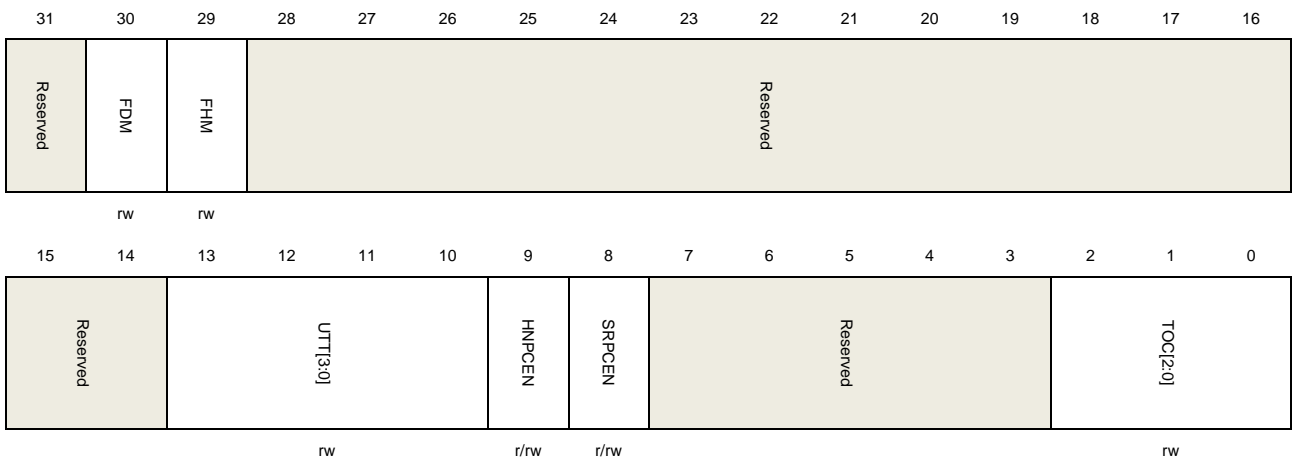 31 30 29 28 27 26 25 24 23 22 21 20 19 18 17 16
Reserved FDM FHM Reserved
rw rw
15 14 13 12 11 10 9 8 7 6 5 4 3 2 1 0
Reserved UTT[3:0] HNPCEN SRPCEN Reserved TOC[2:0]
rw r/rw r/rw rw